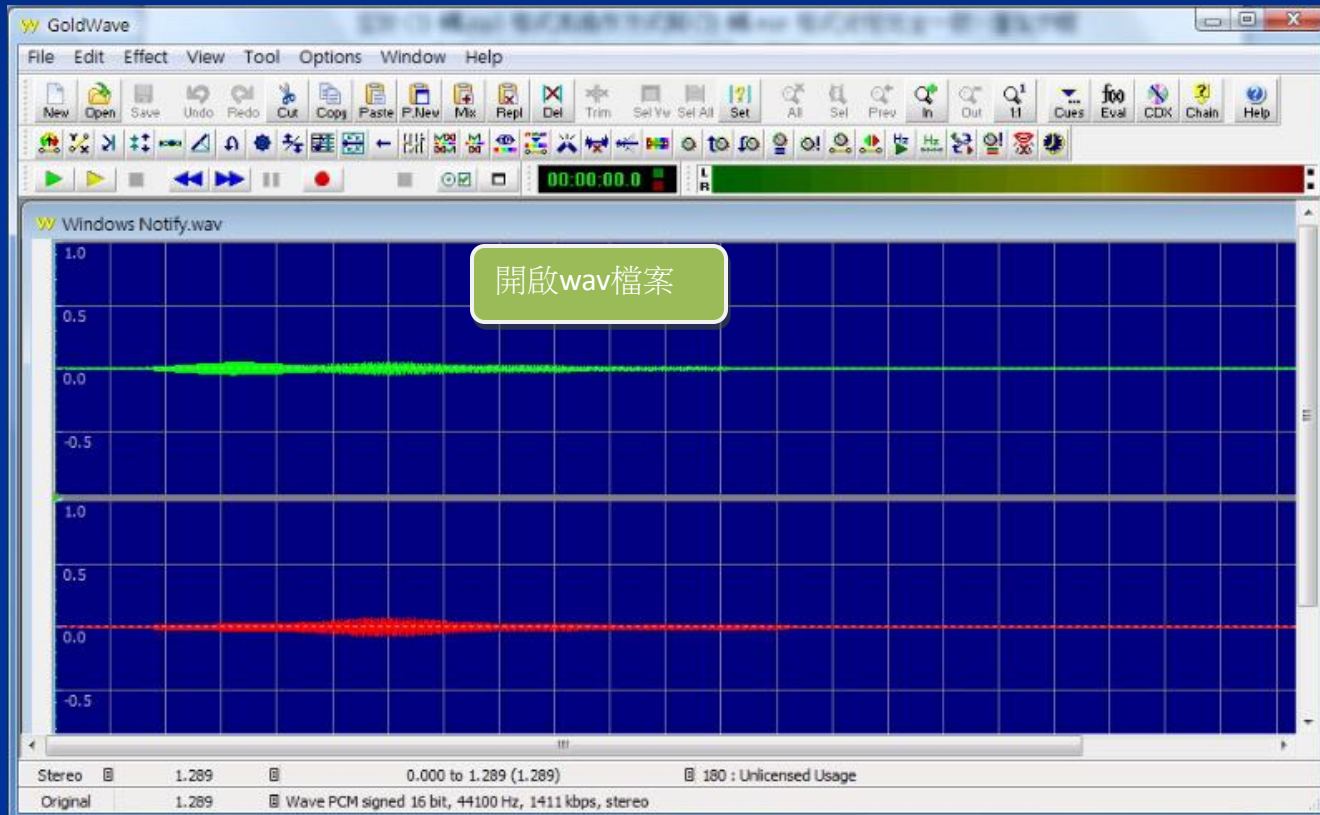 GoldWave
File Edit Effect View Tool Options Window Help
New Open Save Undo Redo Cut Copy Paste P.New Mix Repl Del Trim Sel Vw Sel All Set All Sel Prev In Out 1:1 Cues Eval CDX Chain Help
00:00:00.0 L
R
Windows Notify.wav
1.0
開啟wav檔案
0.5
0.0
-0.5
1.0
0.5
0.0
-0.5
Stereo 1.289 0.000 to 1.289 (1.289) 180 : Unlicensed Usage
Original 1.289 Wave PCM signed 16 bit, 44100 Hz, 1411 kbps, stereo